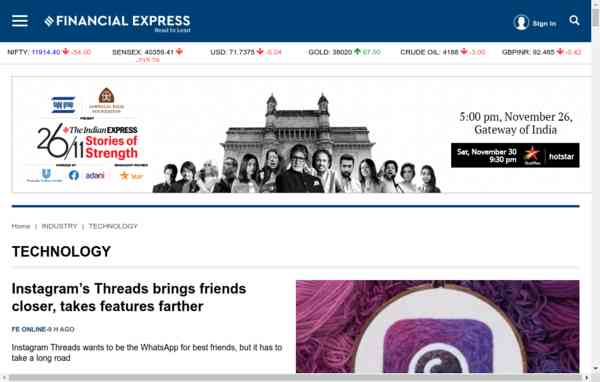 FINANCIAL EXPRESS
Read to Lead
Sign In
NIFTY: 11914.40 -54.00 SENSEX: 40359.41 USD: 71.7375 -0.04 GOLD: 38020 67.00 CRUDE OIL: 4168 -3.00 GBPINR: 92.465 -0.42
PRESENT
26/11 The Indian EXPRESS
Stories of
Strength
adani
star
5:00 pm, November 26,
Gateway of India
Sat, November 30
9:30 pm
hotstar
Home | INDUSTRY | TECHNOLOGY
TECHNOLOGY
Instagram's Threads brings friends
closer, takes features farther
FE ONLINE-9 H AGO
Instagram Threads wants to be the WhatsApp for best friends, but it has to
take a long road